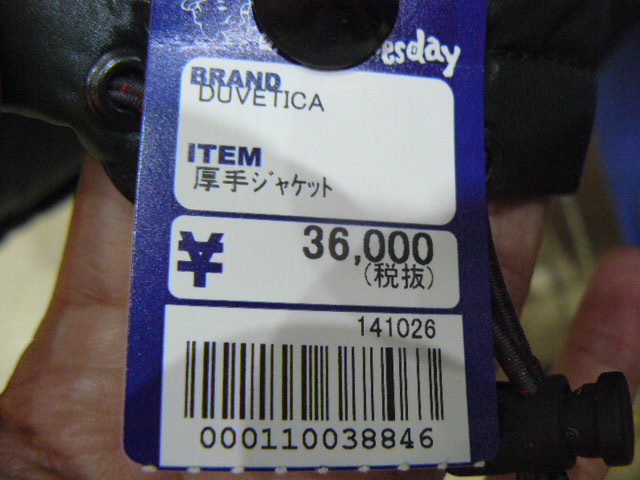 esday
BRAND
DUVETICA
ITEM
厚手ジャケット
¥ 36,000
(税抜)
141026
000110038846